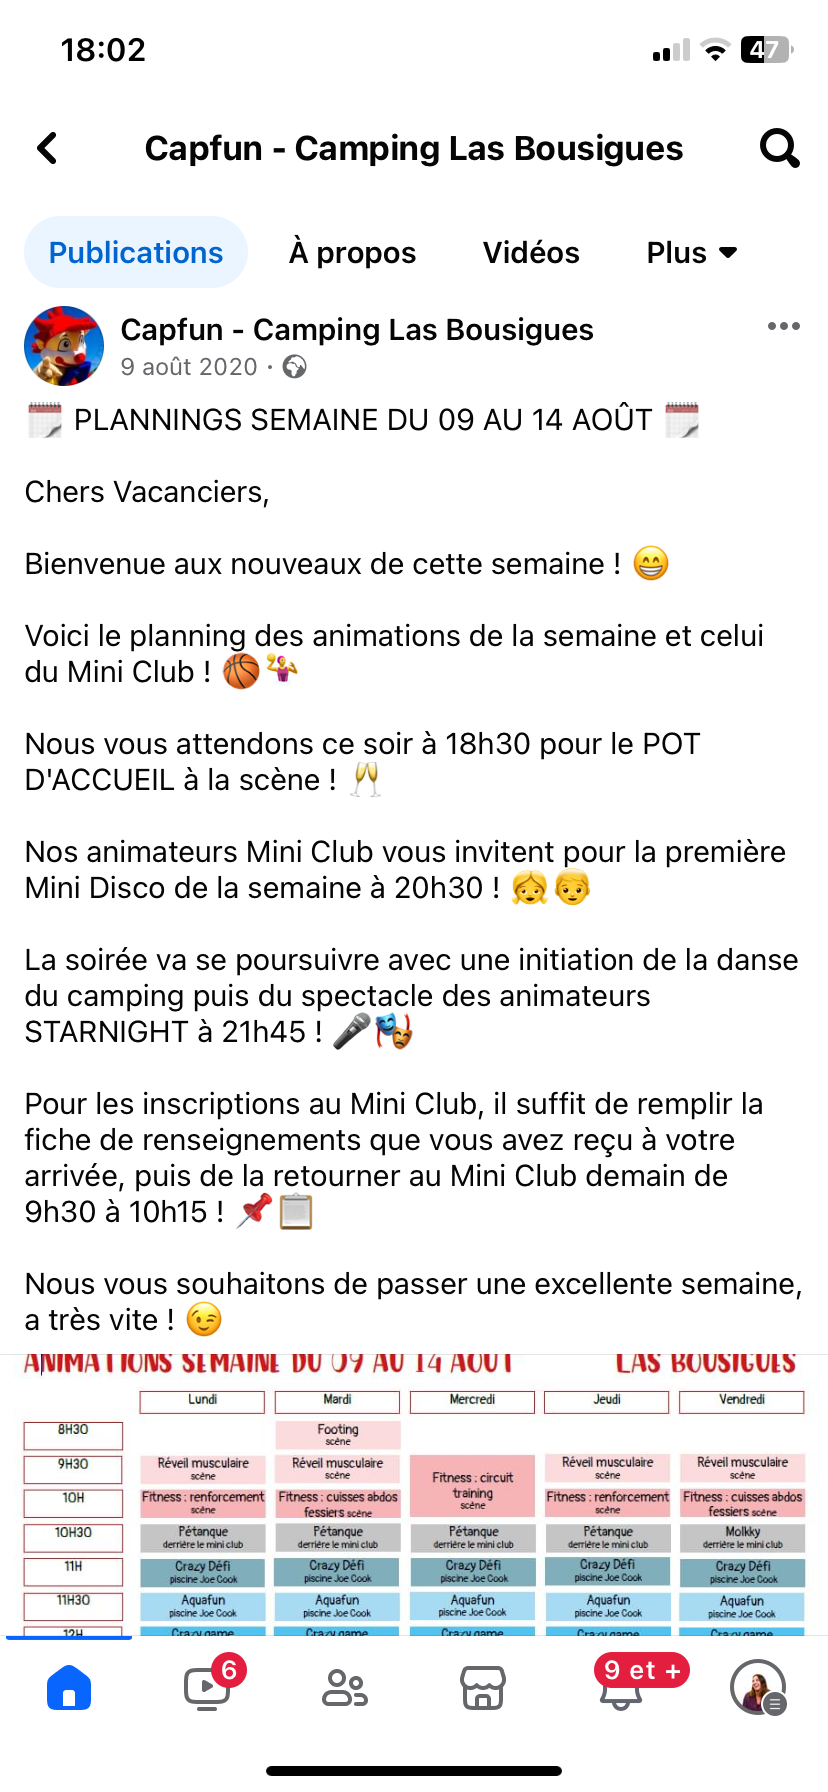 18:02
47
Capfun - Camping Las Bousigues
Publications À propos Vidéos Plus
Capfun - Camping Las Bousigues
9 août 2020 ·
PLANNINGS SEMAINE DU 09 AU 14 AOÛT
Chers Vacanciers,
Bienvenue aux nouveaux de cette semaine ! 😁
Voici le planning des animations de la semaine et celui
du Mini Club ! 🏀🤽‍♀️
Nous vous attendons ce soir à 18h30 pour le POT
D'ACCUEIL à la scène ! 🥂
Nos animateurs Mini Club vous invitent pour la première
Mini Disco de la semaine à 20h30 ! 👧👦
La soirée va se poursuivre avec une initiation de la danse
du camping puis du spectacle des animateurs
STARNIGHT à 21h45 ! 🎤🎭
Pour les inscriptions au Mini Club, il suffit de remplir la
fiche de renseignements que vous avez reçu à votre
arrivée, puis de la retourner au Mini Club demain de
9h30 à 10h15 ! 📌📋
Nous vous souhaitons de passer une excellente semaine,
a très vite ! 😉
ANIMATIONS SEMAINE DU 09 AU 14 AOUT LAS BOUSIGUES
Lundi Mardi Mercredi Jeudi Vendredi
8H30 Footing
scène
9H30 Réveil musculaire Réveil musculaire Réveil musculaire Réveil musculaire
scène scène scène scène
Fitness : circuit
training
scène
10H Fitness : renforcement Fitness : cuisses abdos Fitness : renforcement Fitness : cuisses abdos
scène fessiers scène scène fessiers scène
10H30 Pétanque Pétanque Pétanque Pétanque Molkky
derrière le mini club derrière le mini club derrière le mini club derrière le mini club derrière le mini club
11H Crazy Défi Crazy Défi Crazy Défi Crazy Défi Crazy Défi
piscine Joe Cook piscine Joe Cook piscine Joe Cook piscine Joe Cook piscine Joe Cook
11H30 Aquafun Aquafun Aquafun Aquafun Aquafun
piscine Joe Cook piscine Joe Cook piscine Joe Cook piscine Joe Cook piscine Joe Cook
12H Crazy game Crazy game Crazy game Crazy game Crazy game
6
9 et +